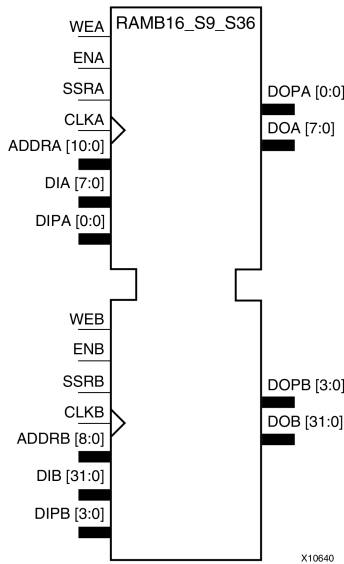 RAMB16_S9_S36
WEA
ENA
SSRA
CLKA
ADDRA [10:0]
DIA [7:0]
DIPA [0:0]
DOPA [0:0]
DOA [7:0]
WEB
ENB
SSRB
CLKB
ADDRB [8:0]
DIB [31:0]
DIPB [3:0]
DOPB [3:0]
DOB [31:0]
X10640